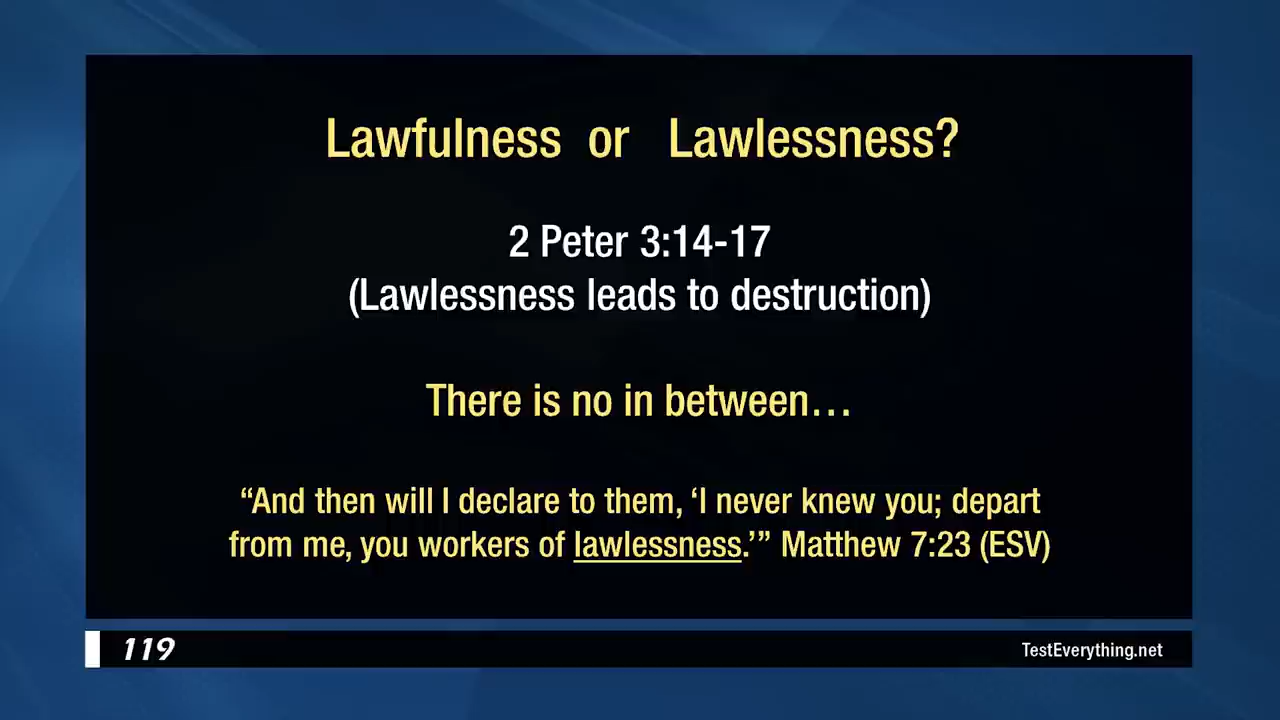 Lawfulness or Lawlessness?
2 Peter 3:14-17
(Lawlessness leads to destruction)
There is no in between…
“And then will I declare to them, ‘I never knew you; depart
from me, you workers of lawlessness.’” Matthew 7:23 (ESV)
119
TestEverything.net